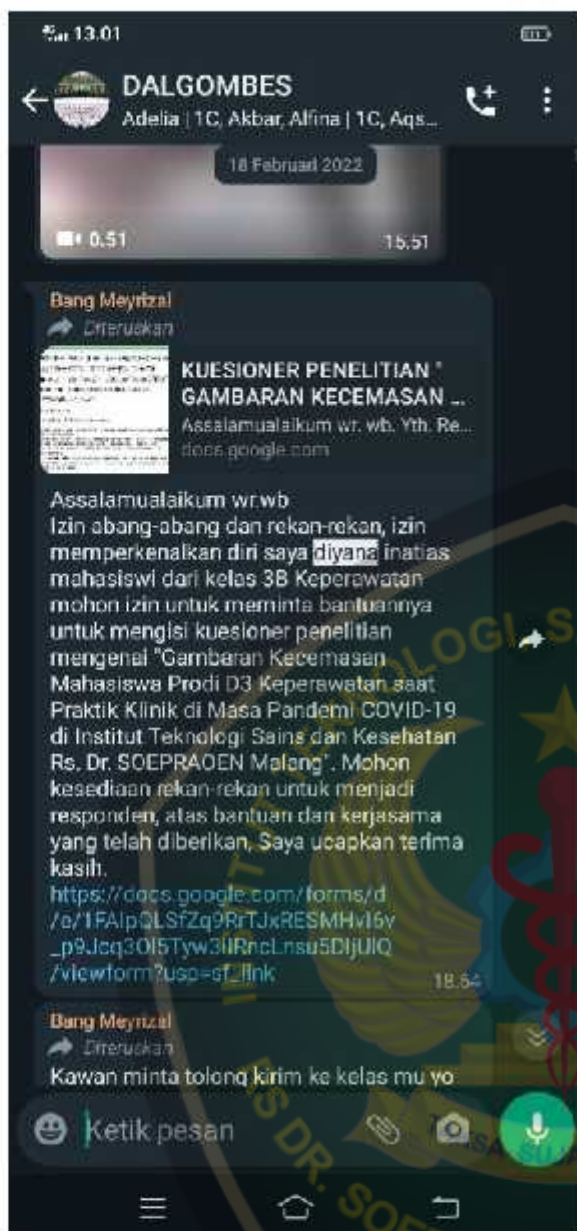 13.01
DALGOMBES
Adelia | 1C, Akbar, Alfina | 1C, Aqs...
18 Februari 2022
0.51
15.51
Bang Meyrizal
Diteruskan
KUESIONER PENELITIAN "
GAMBARAN KECEMASAN ...
Assalamualaikum wr. wb. Yth. Re...
docs.google.com
Assalamualaikum wr.wb
Izin abang-abang dan rekan-rekan, izin
memperkenalkan diri saya diyana inatias
mahasiswi dari kelas 3B Keperawatan
mohon izin untuk meminta bantuannya
untuk mengisi kuesioner penelitian
mengenai "Gambaran Kecemasan
Mahasiswa Prodi D3 Keperawatan saat
Praktik Klinik di Masa Pandemi COVID-19
di Institut Teknologi Sains dan Kesehatan
Rs. Dr. SOEPRAOEN Malang". Mohon
kesediaan rekan-rekan untuk menjadi
responden, atas bantuan dan kerjasama
yang telah diberikan, Saya ucapkan terima
kasih.
https://docs.google.com/forms/d
/viewform?usp=sf_link
18.54
Bang Meyrizal
Diteruskan
Kawan minta tolong kirim ke kelas mu yo
Ketik pesan